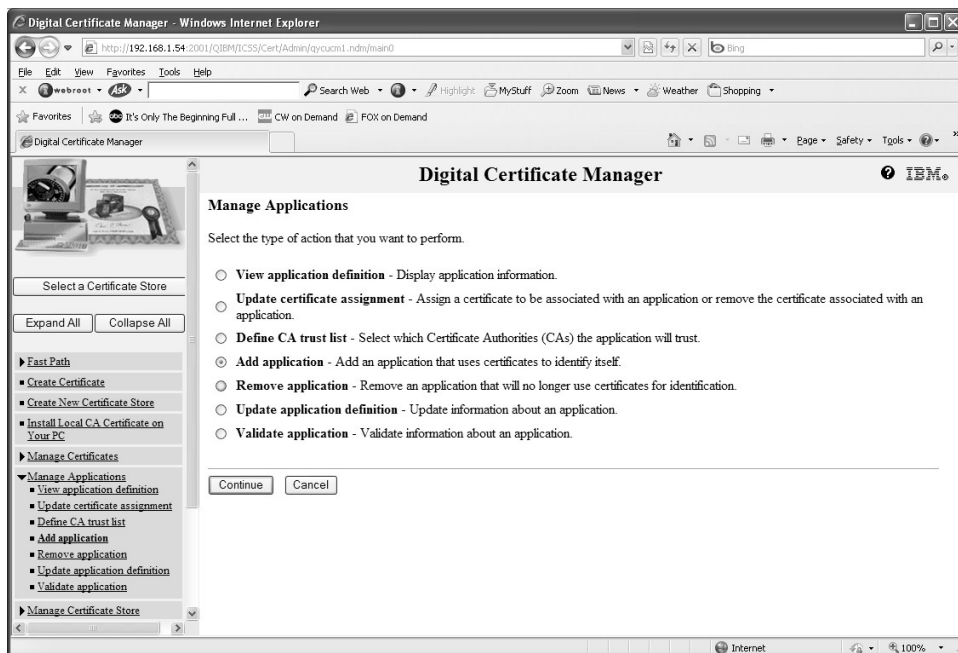 Digital Certificate Manager - Windows Internet Explorer
http://192.168.1.54:2001/QIBM/ICSS/Cert/Admin/qycucm1.ndm/main0
Bing
File Edit View Favorites Tools Help
X webroot Ask Search Web Highlight MyStuff Zoom News Weather Shopping
Favorites abc It's Only The Beginning Full ... CW on Demand FOX on Demand
Digital Certificate Manager
Page Safety Tools
Digital Certificate Manager
IBM®
Select a Certificate Store
Expand All Collapse All
Fast Path
Create Certificate
Create New Certificate Store
Install Local CA Certificate on
Your PC
Manage Certificates
Manage Applications
View application definition
Update certificate assignment
Define CA trust list
Add application
Remove application
Update application definition
Validate application
Manage Certificate Store
Manage Applications
Select the type of action that you want to perform.
View application definition - Display application information.
Update certificate assignment - Assign a certificate to be associated with an application or remove the certificate associated with an
application.
Define CA trust list - Select which Certificate Authorities (CAs) the application will trust.
Add application - Add an application that uses certificates to identify itself.
Remove application - Remove an application that will no longer use certificates for identification.
Update application definition - Update information about an application.
Validate application - Validate information about an application.
Continue Cancel
Internet 100%